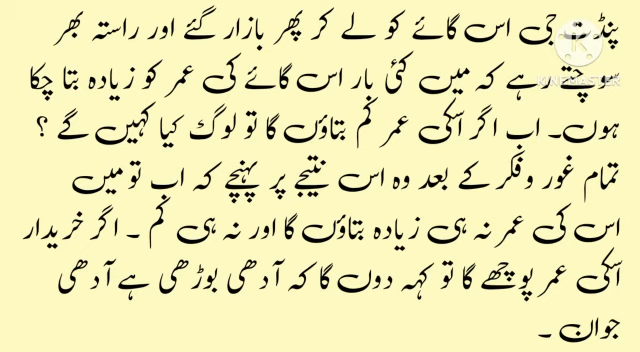 پنڈت جی اس گائے کو لے کر پھر بازار گئے اور راستہ بھر
سوچتے رہے کہ میں کئی بار اس گائے کی عمر کو زیادہ بتا چکا
ہوں۔ اب اگر اسکی عمر کم بتاؤں گا تو لوگ کیا کہیں گے ؟
تمام غور و فکر کے بعد وہ اس نتیجے پر پہنچے کہ اب تو میں
اس کی عمر نہ ہی زیادہ بتاؤں گا اور نہ ہی کم ۔ اگر خریدار
اسکی عمر پوچھے گا تو کہہ دوں گا کہ آدھی بوڑھی ہے آدھی
جوان ۔
KINEMASTER